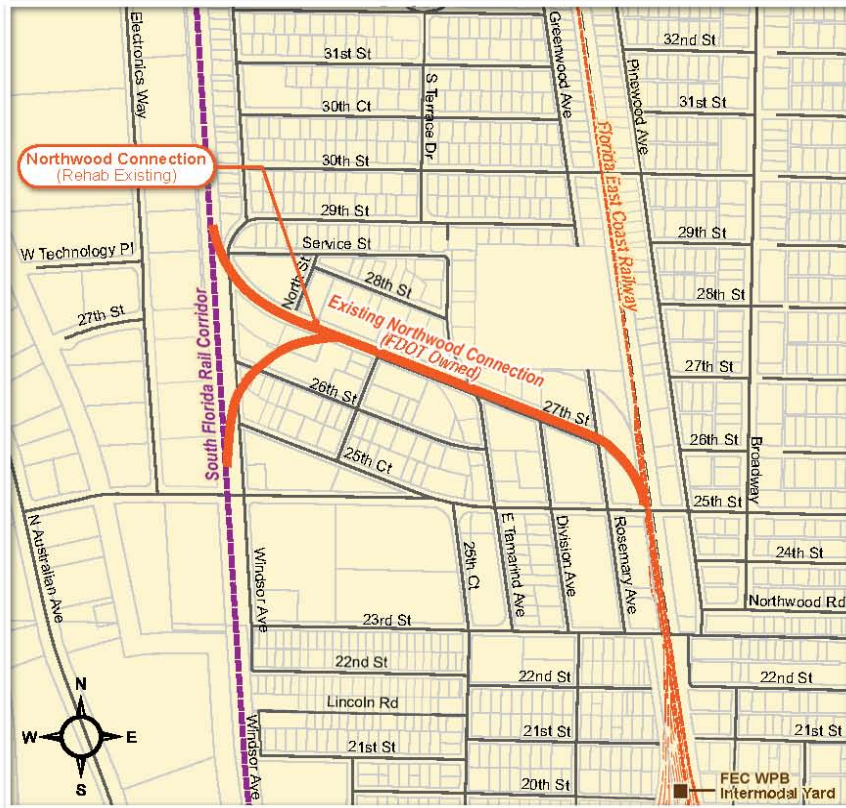 Electronics Way
31st St
30th Ct
30th St
29th St
S Terrace Dr
Greenwood Ave
Pinewood Ave
Florida East Coast Railway
32nd St
31st St
30th St
29th St
28th St
27th St
26th St
25th St
24th St
Northwood Rd
Broadway
Northwood Connection
(Rehab Existing)
W Technology Pl
27th St
Service St
North St
28th St
Existing Northwood Connection
(FDOT Owned)
South Florida Rail Corridor
26th St
25th Ct
27th St
N Australian Ave
Windsor Ave
25th Ct
E Tamarind Ave
Division Ave
Rosemary Ave
23rd St
22nd St
22nd St
22nd St
Lincoln Rd
21st St
21st St
21st St
20th St
Windsor Ave
N
W
E
S
FEC WPB
Intermodal Yard